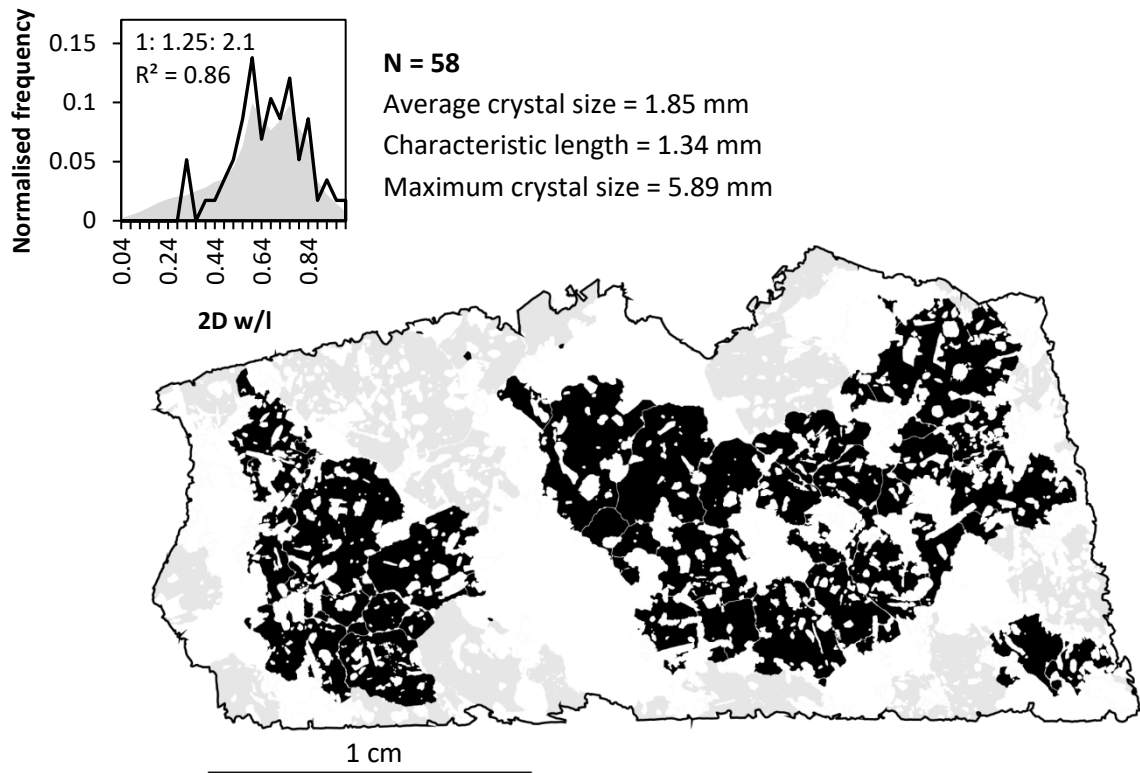 Normalised frequency
0.15
0.1
0.05
0
1: 1.25: 2.1
R² = 0.86
0.04
0.24
0.44
0.64
0.84
2D w/l
N = 58
Average crystal size = 1.85 mm
Characteristic length = 1.34 mm
Maximum crystal size = 5.89 mm
1 cm